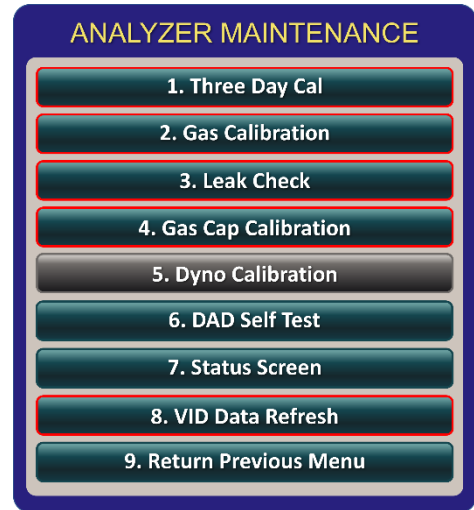 ANALYZER MAINTENANCE
1. Three Day Cal
2. Gas Calibration
3. Leak Check
4. Gas Cap Calibration
5. Dyno Calibration
6. DAD Self Test
7. Status Screen
8. VID Data Refresh
9. Return Previous Menu